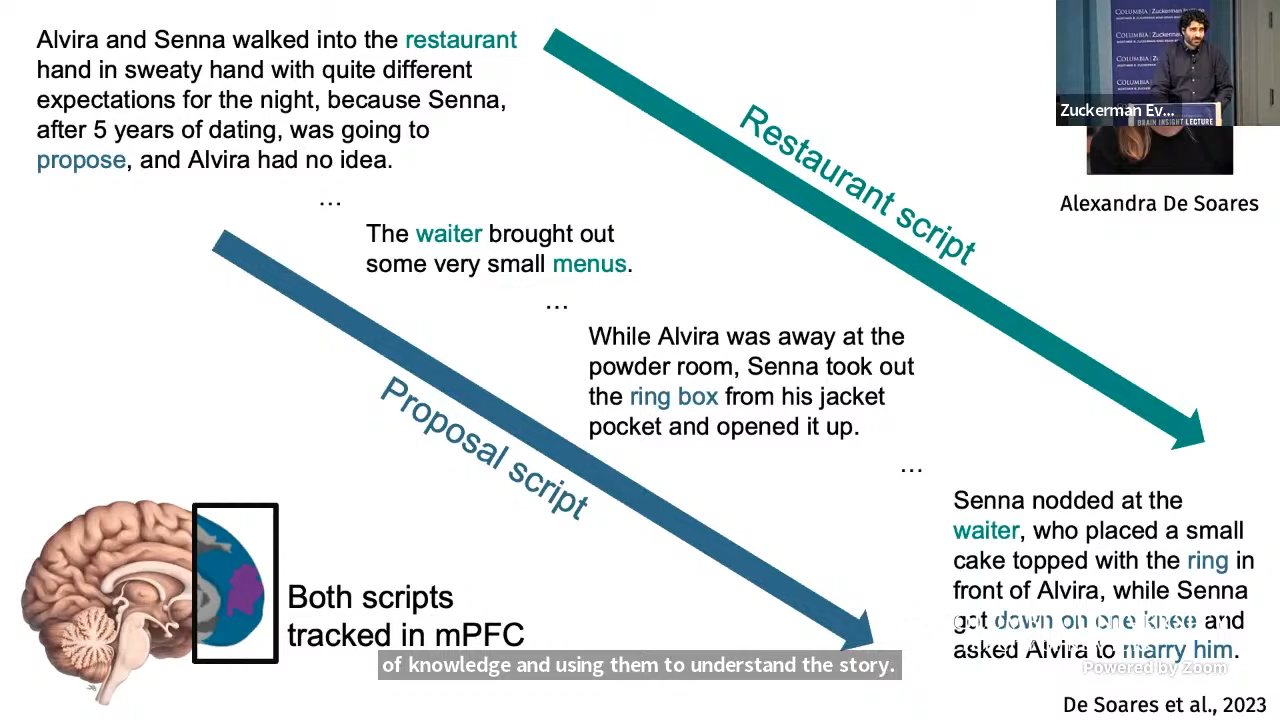 Alvira and Senna walked into the restaurant
hand in sweaty hand with quite different
expectations for the night, because Senna,
after 5 years of dating, was going to
propose, and Alvira had no idea.
...
The waiter brought out
some very small menus.
...
While Alvira was away at the
powder room, Senna took out
the ring box from his jacket
pocket and opened it up.
...
Senna nodded at the
waiter, who placed a small
cake topped with the ring in
front of Alvira, while Senna
got down on one knee and
asked Alvira to marry him.
Restaurant script
Proposal script
Both scripts
tracked in mPFC
of knowledge and using them to understand the story.
COLUMBIA Zuckerman Institute
Zuckerman Ev...
BRAIN INSIGHT LECTURE
Alexandra De Soares
Powered by Zoom
De Soares et al., 2023